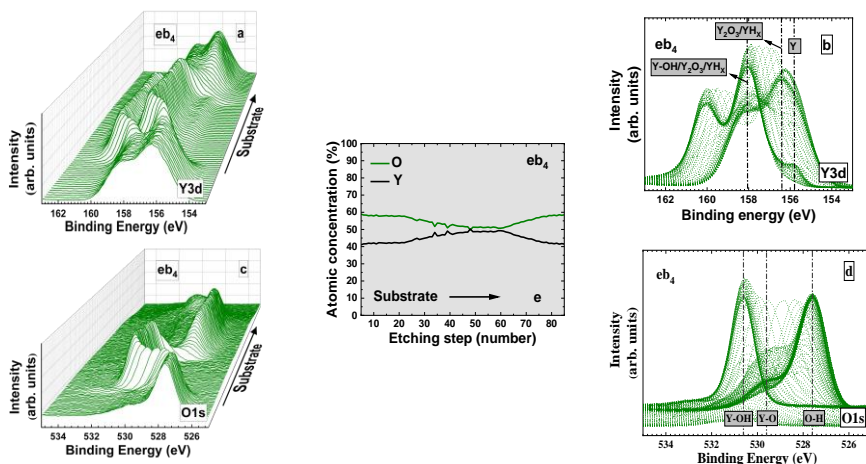 eb₄
a
Intensity
(arb. units)
Substrate
Y3d
162 160 158 156 154
Binding Energy (eV)
eb₄
c
Intensity
(arb. units)
Substrate
O1s
534 532 530 528 526
Binding Energy (eV)
Atomic concentration (%)
100
90
80
70
60
50
40
30
20
10
0
O
Y
eb₄
Substrate
e
10 20 30 40 50 60 70 80
Etching step (number)
Y₂O₃/YHₓ
eb₄
Y
b
Y-OH/Y₂O₃/YHₓ
Intensity
(arb. units)
Y3d
162 160 158 156 154
Binding energy (eV)
eb₄
d
Intensity
(arb. units)
Y-OH Y-O O-H O1s
534 532 530 528 526
Binding Energy (eV)